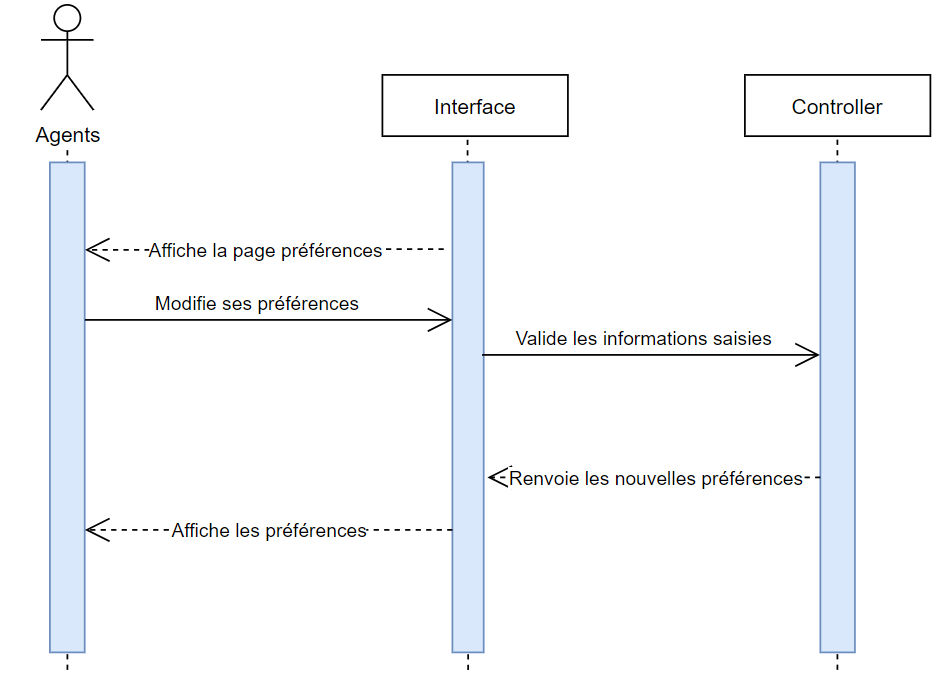 Agents
Interface
Controller
Affiche la page préférences
Modifie ses préférences
Valide les informations saisies
Renvoie les nouvelles préférences
Affiche les préférences